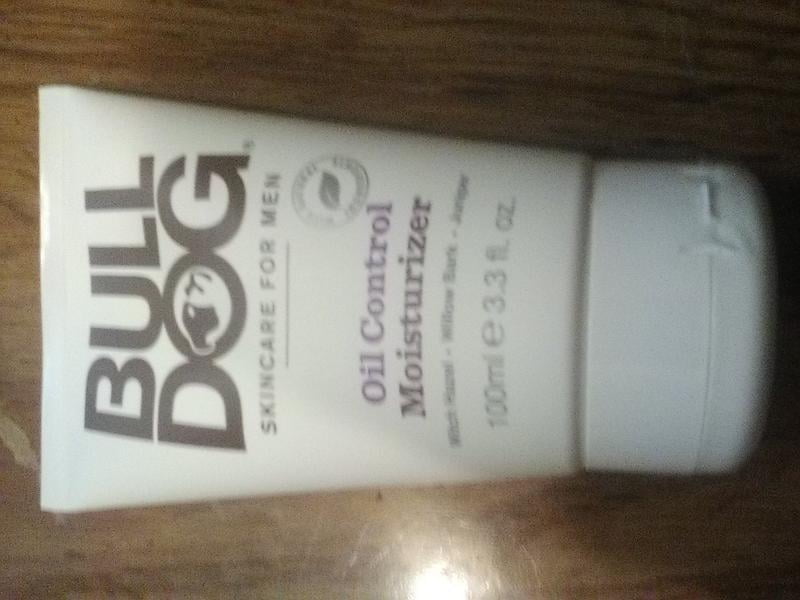 BULL
DOG®
SKINCARE FOR MEN
Oil Control
Moisturizer
Witch Hazel - Willow Bark - Juniper
100ml ℮ 3.3 fl. oz.